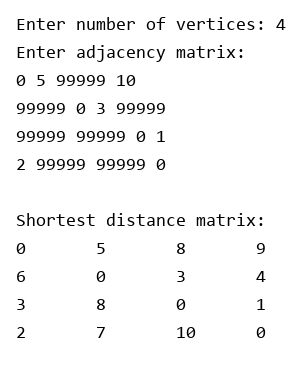 Enter number of vertices: 4
Enter adjacency matrix:
0 5 99999 10
99999 0 3 99999
99999 99999 0 1
2 99999 99999 0
Shortest distance matrix:
0 5 8 9
6 0 3 4
3 8 0 1
2 7 10 0